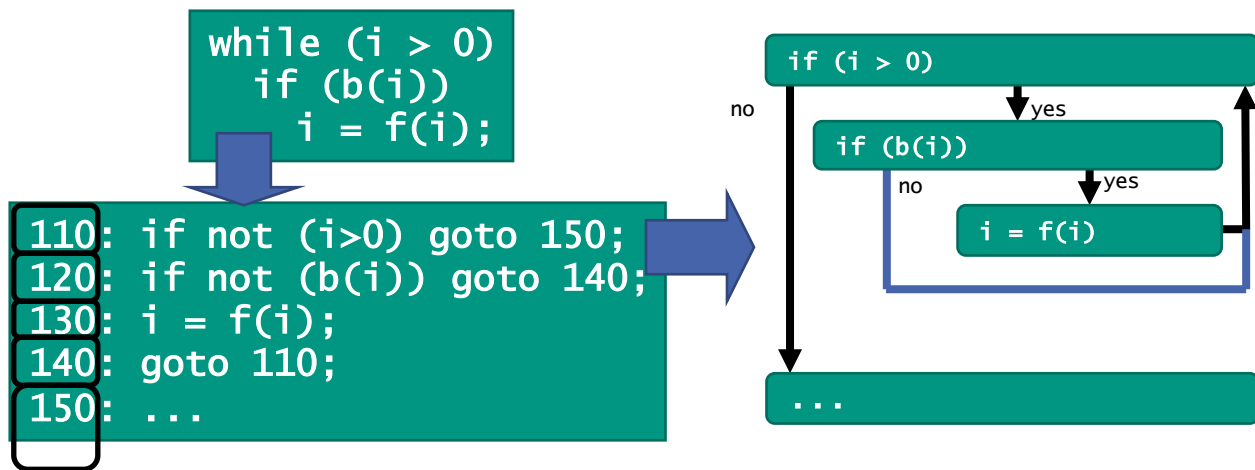 while (i > 0)
if (b(i))
i = f(i);
110: if not (i>0) goto 150;
120: if not (b(i)) goto 140;
130: i = f(i);
140: goto 110;
150: ...
if (i > 0)
no
yes
if (b(i))
no
yes
i = f(i)
...